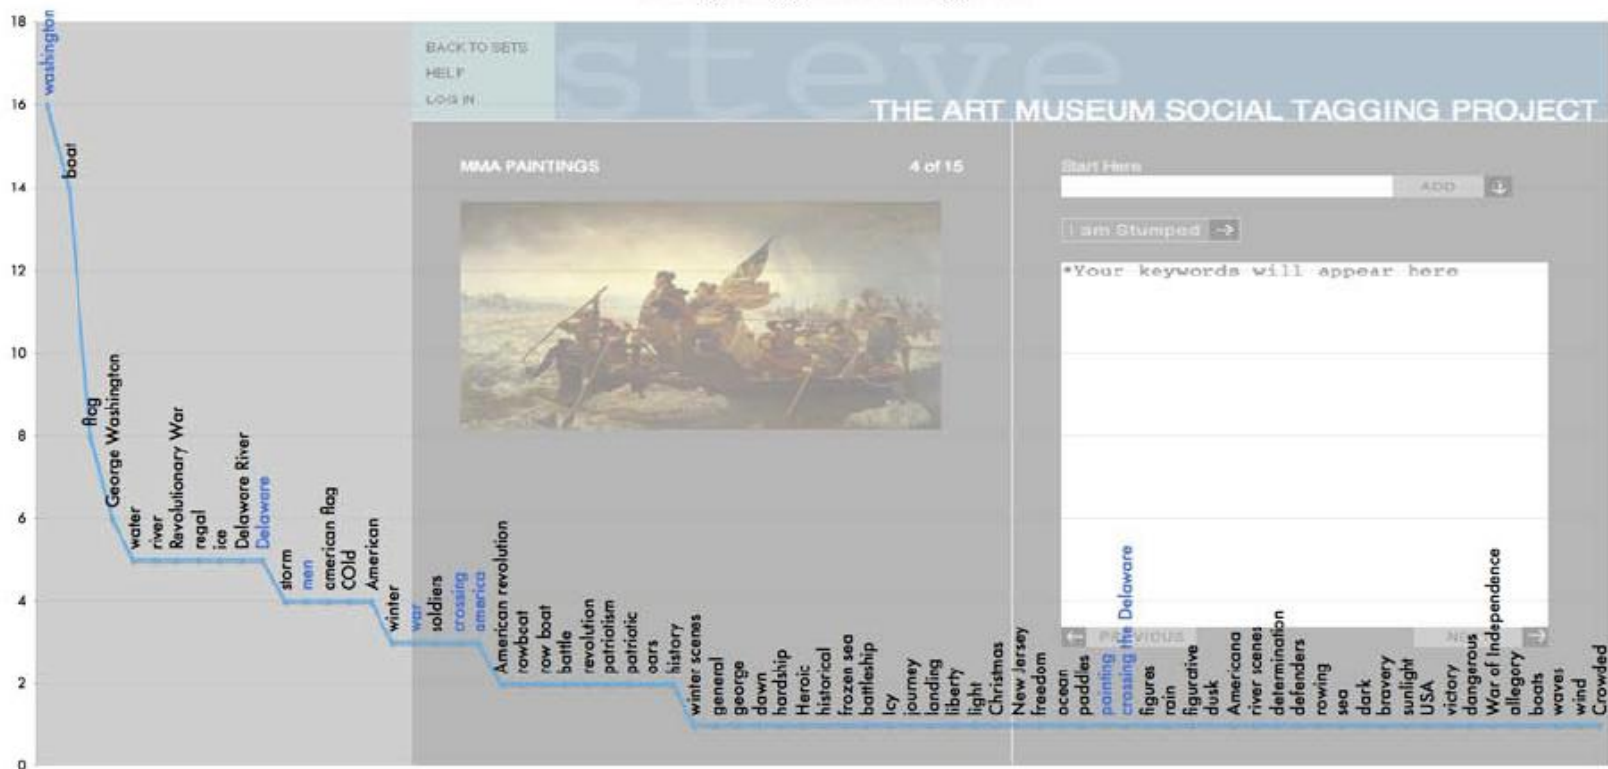 18
16
14
12
10
8
6
4
2
0
steve
BACK TO SETS
HELP
LOG IN
THE ART MUSEUM SOCIAL TAGGING PROJECT
MMA PAINTINGS
4 of 15
Start Here
ADD
I am Stumped
*Your keywords will appear here
PREVIOUS
washington
boat
flag
George Washington
water
river
Revolutionary War
regal
ice
Delaware River
Delaware
storm
men
american flag
COld
American
winter
war
soldiers
crossing
america
American revolution
rowboat
row boat
battle
revolution
patriotism
patriotic
oars
history
winter scenes
general
george
dawn
hardship
Heroic
historical
frozen sea
battleship
Icy
journey
landing
liberty
light
Christmas
New Jersey
freedom
ocean
paddles
painting
crossing the Delaware
figures
rain
figurative
dusk
Americana
river scenes
determination
defenders
rowing
sea
dark
bravery
sunlight
USA
victory
dangerous
War of Independence
allegory
boats
waves
wind
Crowded